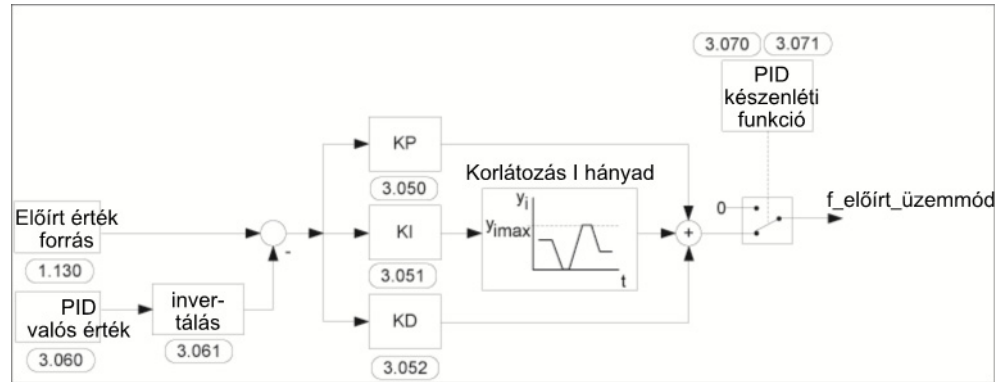 3.070 3.071
PID
készenléti
funkció
KP
3.050
Korlátozás I hányad
yi
yimax
t
0
f_előírt_üzemmód
Előírt érték
forrás
1.130
-
KI
3.051
+
PID
valós érték
3.060
inver-
tálás
3.061
KD
3.052